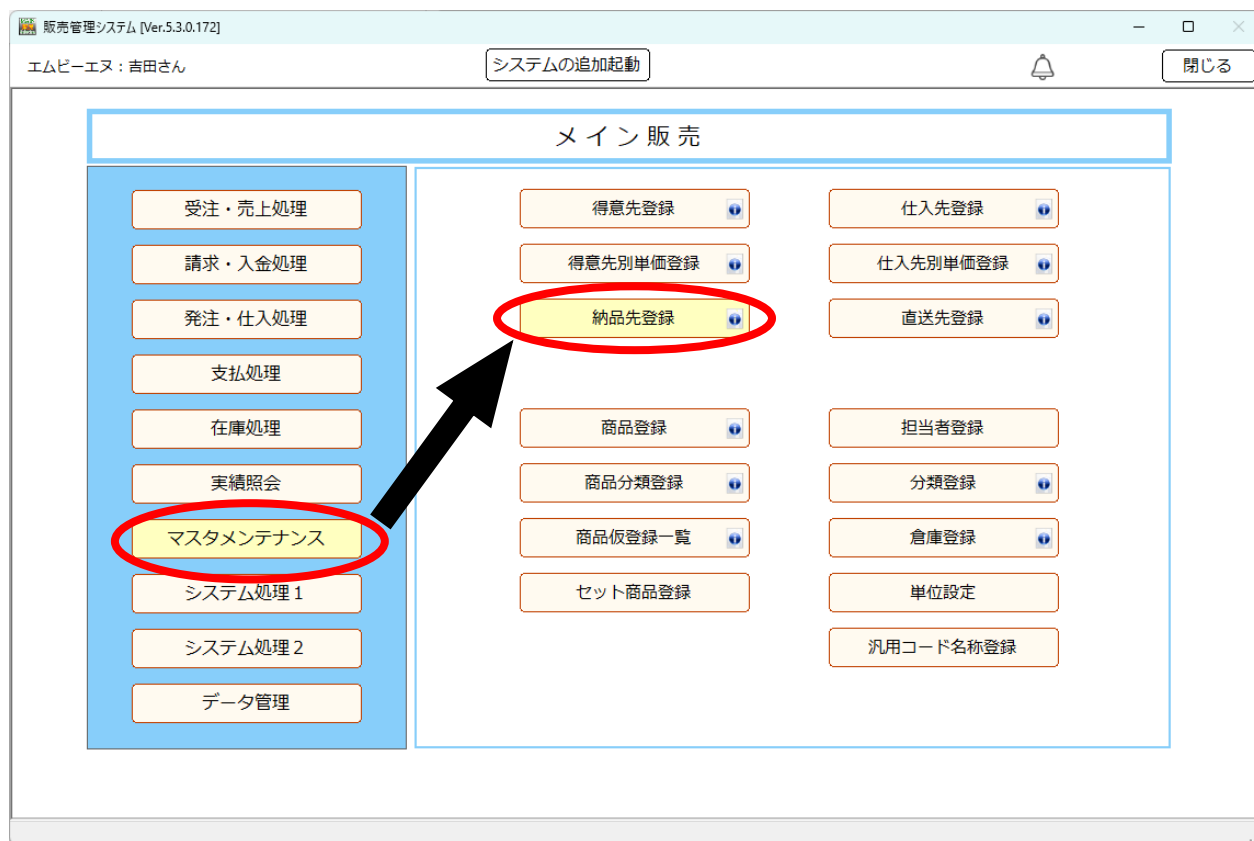 販売管理システム [Ver.5.3.0.172]
エムビーエヌ：吉田さん
システムの追加起動
閉じる
メイン販売
受注・売上処理
請求・入金処理
発注・仕入処理
支払処理
在庫処理
実績照会
マスタメンテナンス
システム処理１
システム処理２
データ管理
得意先登録
仕入先登録
得意先別単価登録
仕入先別単価登録
納品先登録
直送先登録
商品登録
担当者登録
商品分類登録
分類登録
商品仮登録一覧
倉庫登録
セット商品登録
単位設定
汎用コード名称登録